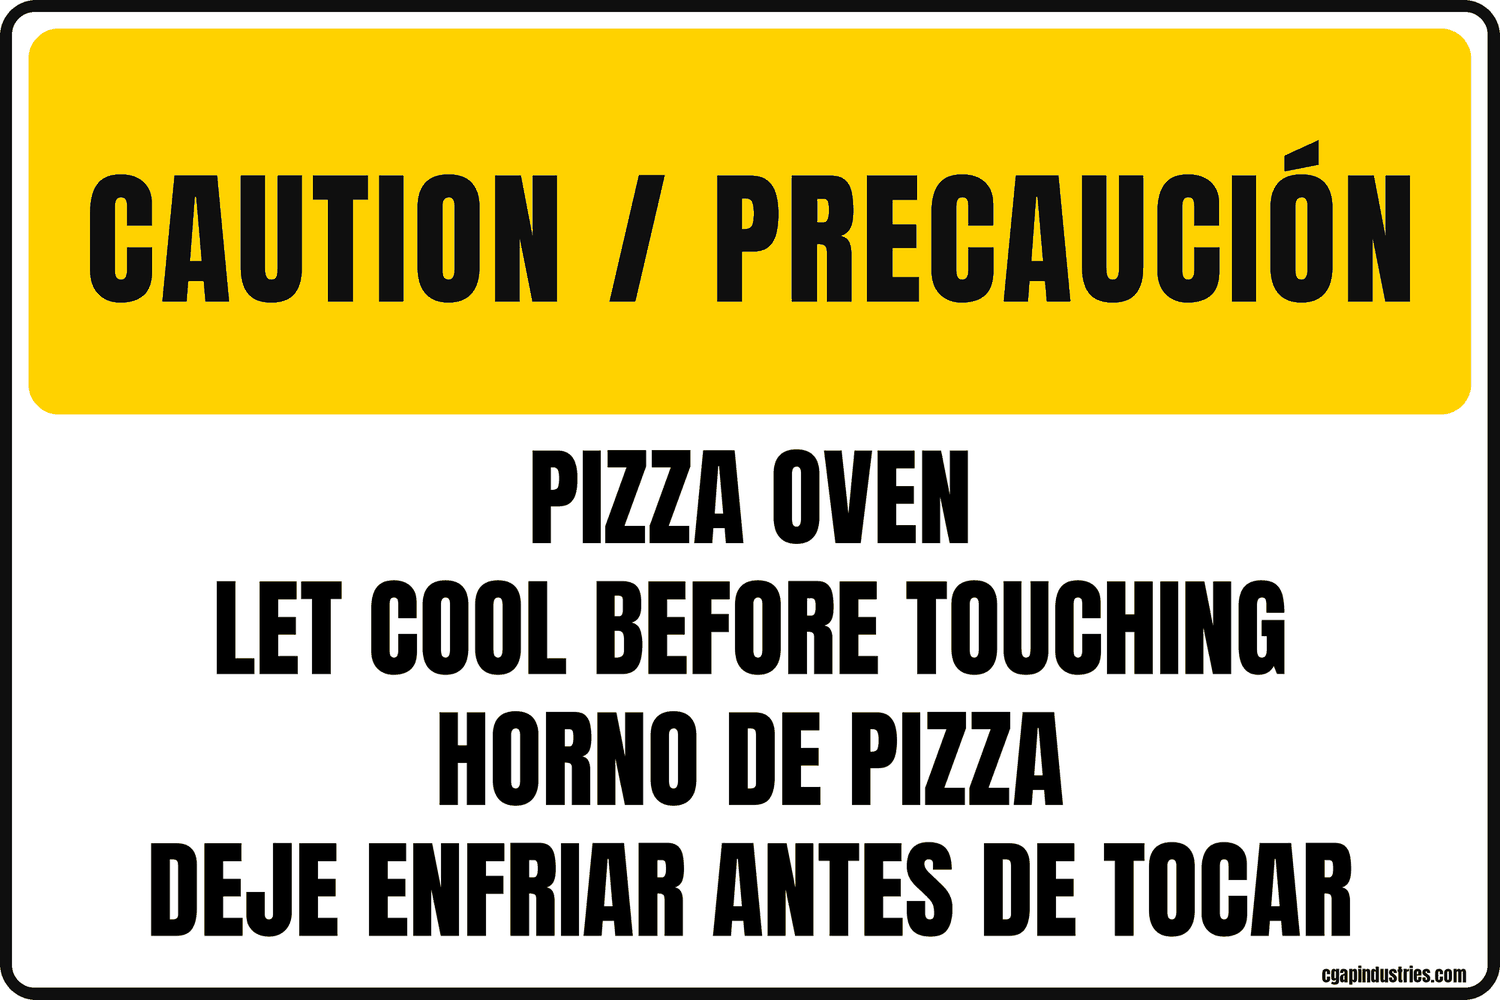 CAUTION / PRECAUCIÓN
PIZZA OVEN
LET COOL BEFORE TOUCHING
HORNO DE PIZZA
DEJE ENFRIAR ANTES DE TOCAR
cgapindustries.com